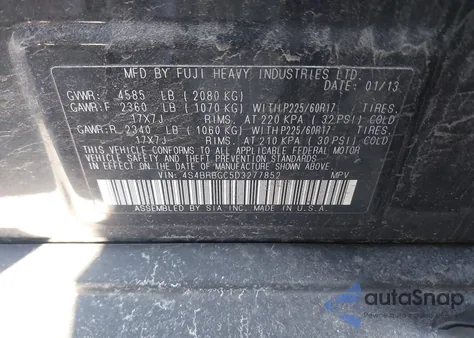 MFD BY FUJI HEAVY INDUSTRIES LTD.
DATE: 01/13
GVWR: 4585 LB (2080 KG)
GAWR:F 2360 LB (1070 KG) WITH P225/60R17 TIRES,
17X7J RIMS, AT 220 KPA (32 PSI) COLD
GAWR:R 2340 LB (1060 KG) WITH P225/60R17 TIRES,
17X7J RIMS, AT 210 KPA (30 PSI) COLD
THIS VEHICLE CONFORMS TO ALL APPLICABLE
FEDERAL MOTOR VEHICLE SAFETY STANDARDS
IN EFFECT ON THE DATE OF MANUFACTURE
SHOWN ABOVE.
VIN: 4S4BRBGC5D3277852 MPV
ASSEMBLED BY SIA INC. IN U.S.A.
autoSnap
Powered by autoauctions.io